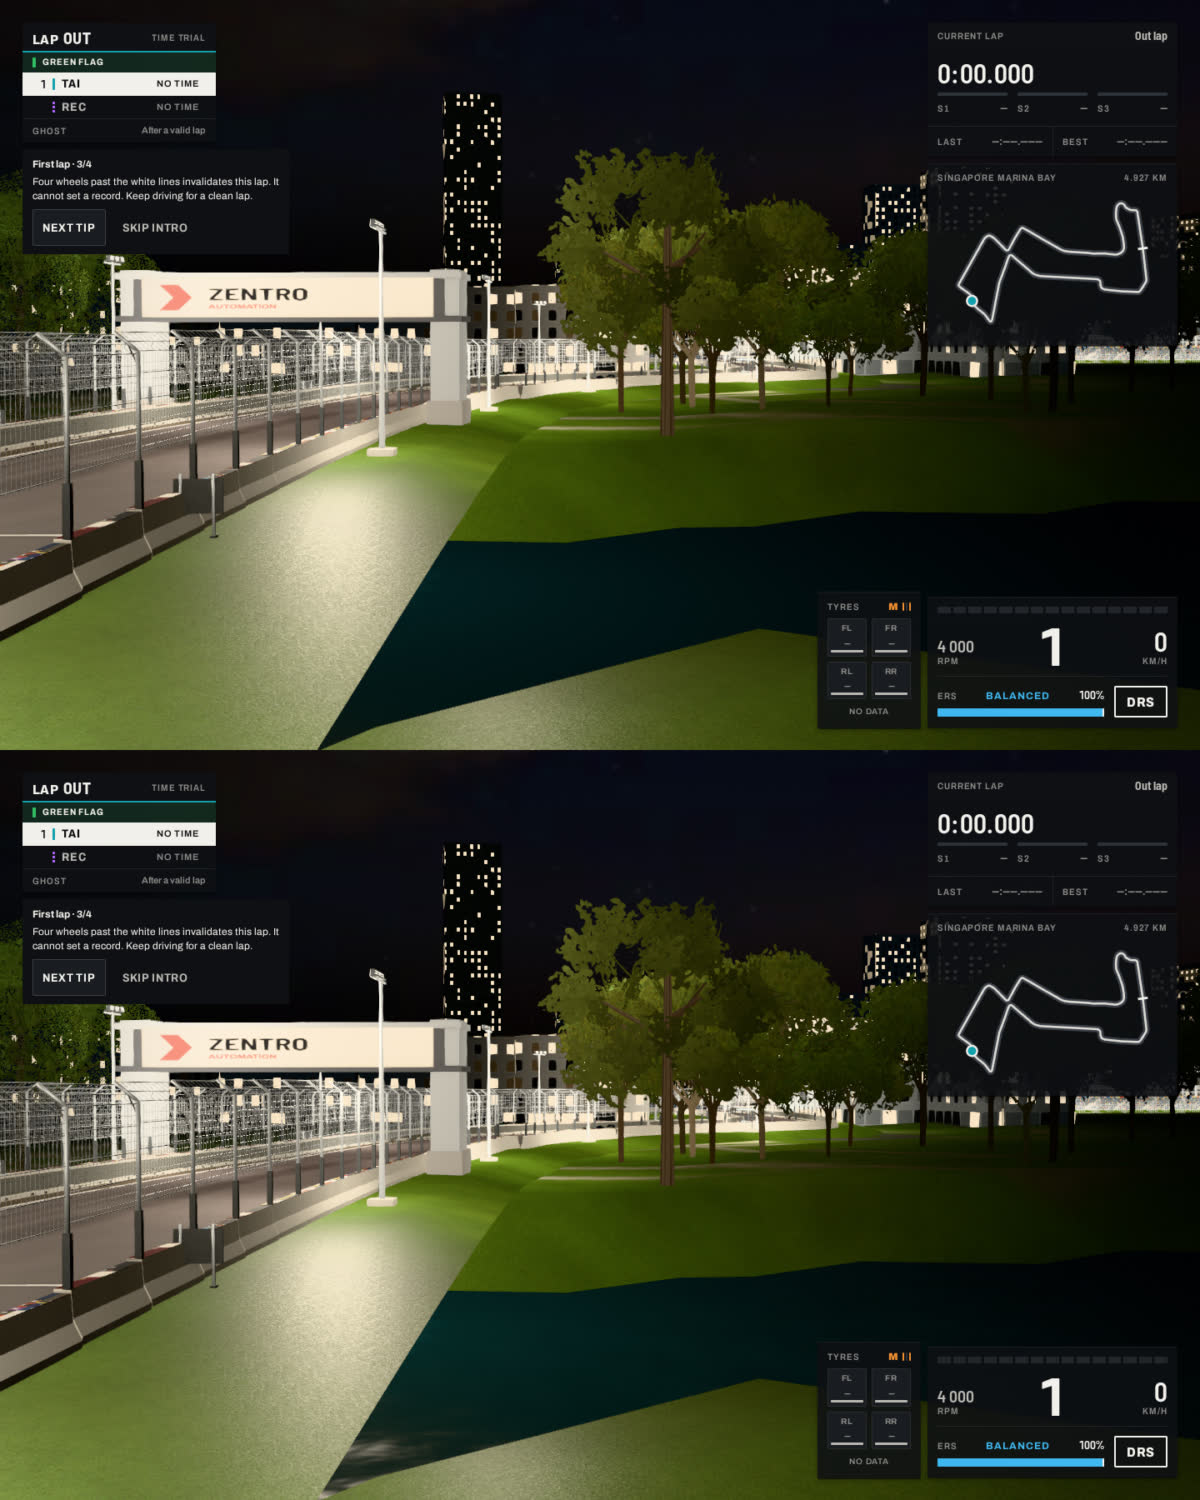 LAP OUT TIME TRIAL
GREEN FLAG
1 TAI NO TIME
REC NO TIME
GHOST After a valid lap
First lap · 3/4
Four wheels past the white lines invalidates this lap. It
cannot set a record. Keep driving for a clean lap.
NEXT TIP SKIP INTRO
ZENTRO
AUTOMATION
CURRENT LAP Out lap
0:00.000
S1 – S2 – S3 –
LAST –:––.––– BEST –:––.–––
SINGAPORE MARINA BAY 4.927 KM
TYRES M
FL FR
– –
RL RR
– –
NO DATA
4 000 1 0
RPM KM/H
ERS BALANCED 100% DRS
LAP OUT TIME TRIAL
GREEN FLAG
1 TAI NO TIME
REC NO TIME
GHOST After a valid lap
First lap · 3/4
Four wheels past the white lines invalidates this lap. It
cannot set a record. Keep driving for a clean lap.
NEXT TIP SKIP INTRO
ZENTRO
AUTOMATION
CURRENT LAP Out lap
0:00.000
S1 – S2 – S3 –
LAST –:––.––– BEST –:––.–––
SINGAPORE MARINA BAY 4.927 KM
TYRES M
FL FR
– –
RL RR
– –
NO DATA
4 000 1 0
RPM KM/H
ERS BALANCED 100% DRS